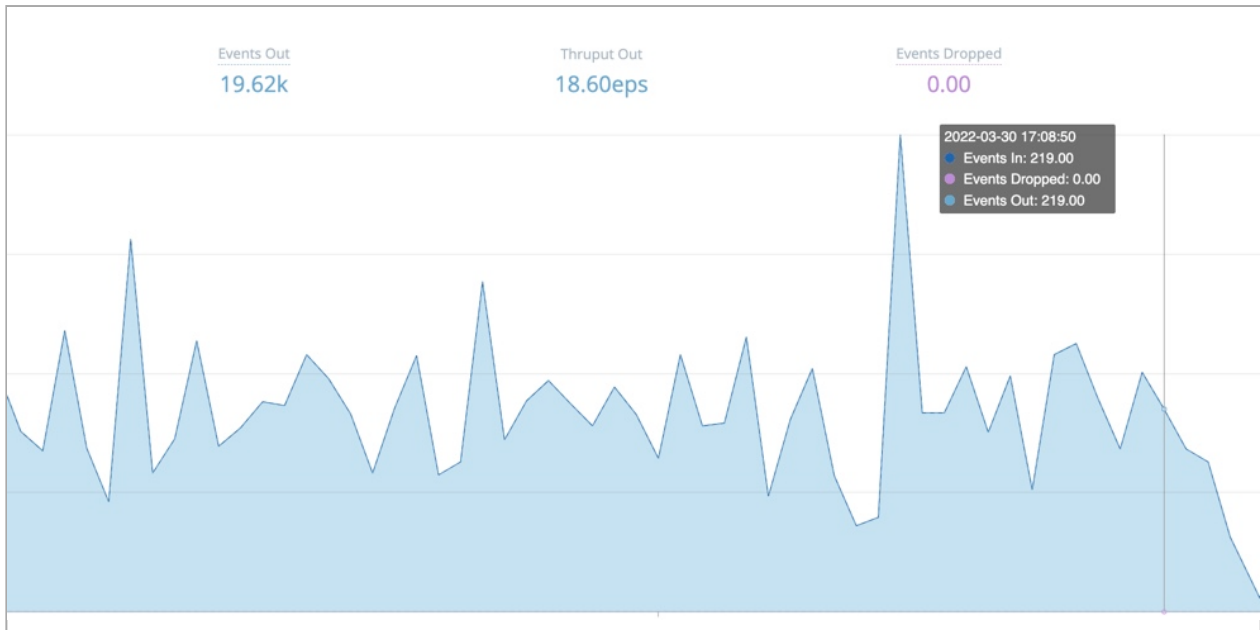 Events Out Thruput Out Events Dropped
19.62k 18.60eps 0.00
2022-03-30 17:08:50
Events In: 219.00
Events Dropped: 0.00
Events Out: 219.00